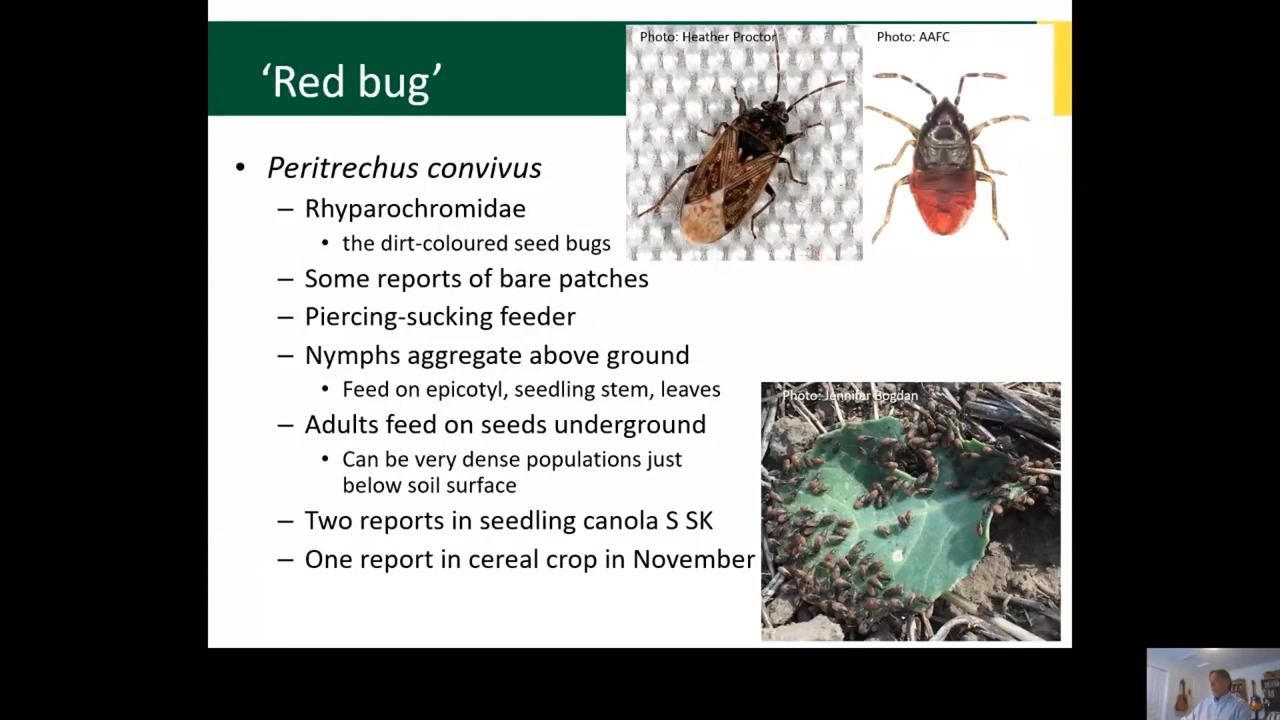 Photo: Heather Proctor
Photo: AAFC
‘Red bug’
• Peritrechus convivus
– Rhyparochromidae
• the dirt-coloured seed bugs
– Some reports of bare patches
– Piercing-sucking feeder
– Nymphs aggregate above ground
• Feed on epicotyl, seedling stem, leaves
– Adults feed on seeds underground
• Can be very dense populations just
below soil surface
– Two reports in seedling canola S SK
– One report in cereal crop in November
Photo: Jennifer Bogdan